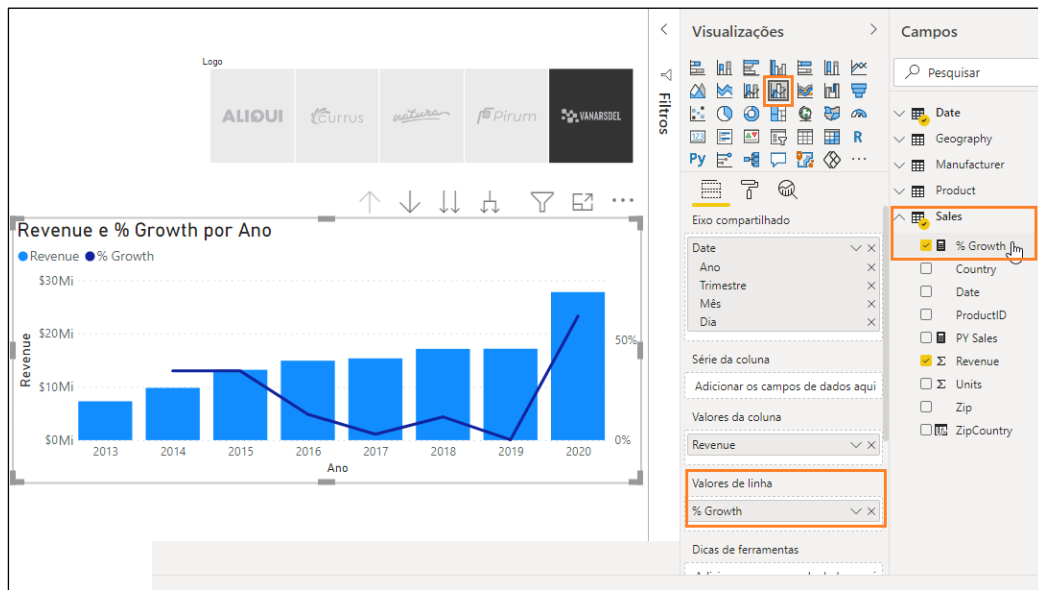 Logo
ALIQUI
Currus
natura
Pirum
VANARSDEL
Revenue e % Growth por Ano
Revenue % Growth
$30Mi
$20Mi
$10Mi
$0Mi
Revenue
50%
0%
2013 2014 2015 2016 2017 2018 2019 2020
Ano
Filtros
Visualizações
123
R
Py
Eixo compartilhado
Date
Ano
Trimestre
Mês
Dia
Série da coluna
Adicionar os campos de dados aqui
Valores da coluna
Revenue
Valores de linha
% Growth
Dicas de ferramentas
Campos
Pesquisar
Date
Geography
Manufacturer
Product
Sales
% Growth
Country
Date
ProductID
PY Sales
Σ Revenue
Σ Units
Zip
ZipCountry